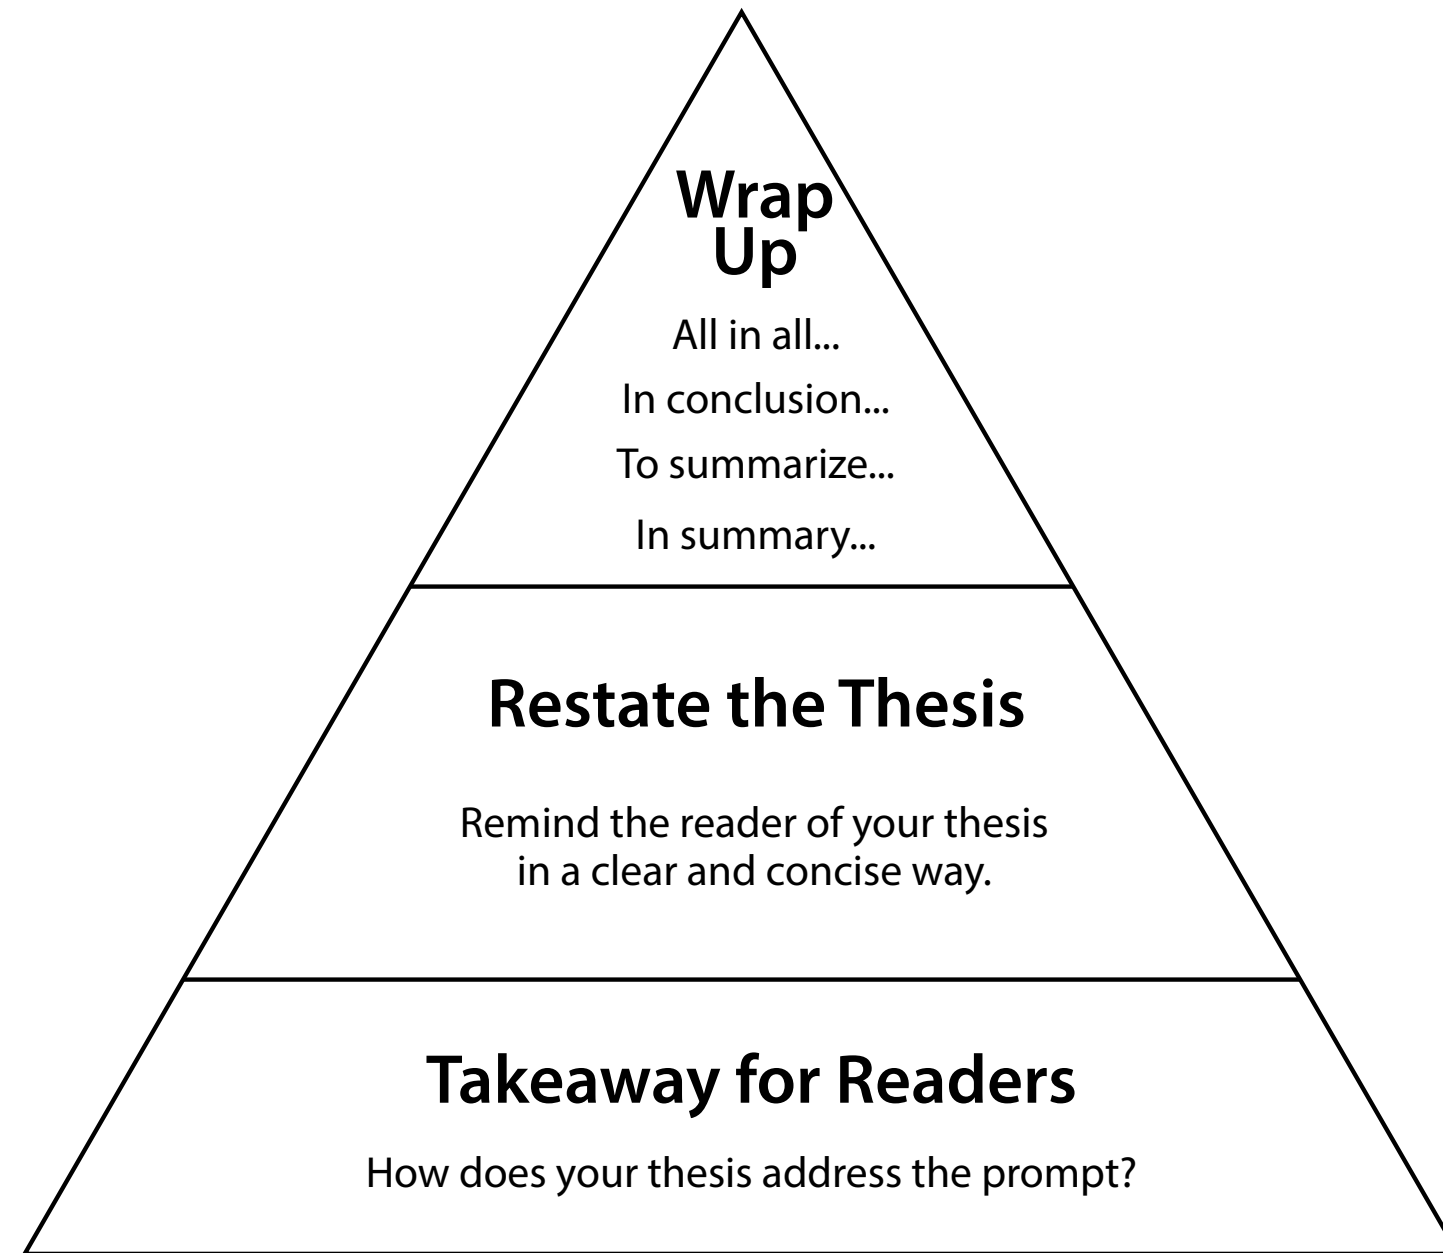 Wrap
Up
All in all...
In conclusion...
To summarize...
In summary...
Restate the Thesis
Remind the reader of your thesis
in a clear and concise way.
Takeaway for Readers
How does your thesis address the prompt?